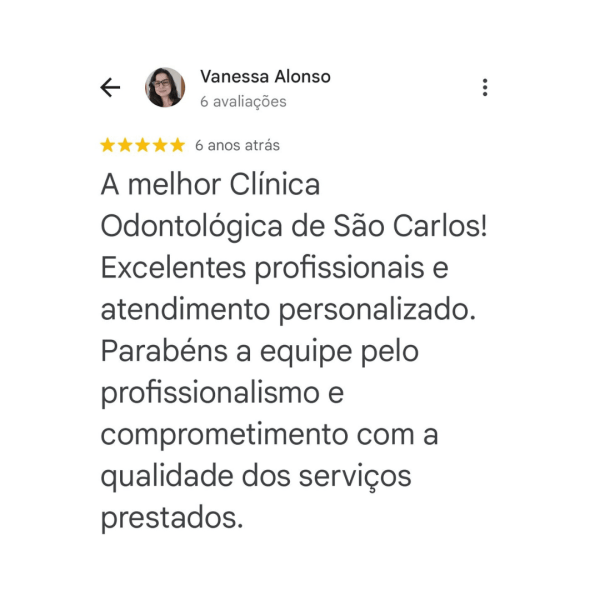 Vanessa Alonso
6 avaliações
6 anos atrás
A melhor Clínica
Odontológica de São Carlos!
Excelentes profissionais e
atendimento personalizado.
Parabéns a equipe pelo
profissionalismo e
comprometimento com a
qualidade dos serviços
prestados.